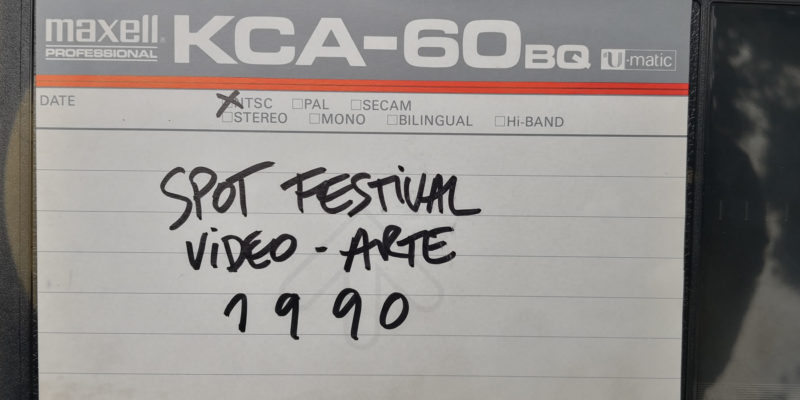 maxell® KCA-60BQ U-matic
PROFESSIONAL
DATE ☒NTSC ☐PAL ☐SECAM
☐STEREO ☐MONO ☐BILINGUAL ☐Hi-BAND
SPOT FESTIVAL
VIDEO - ARTE
1990